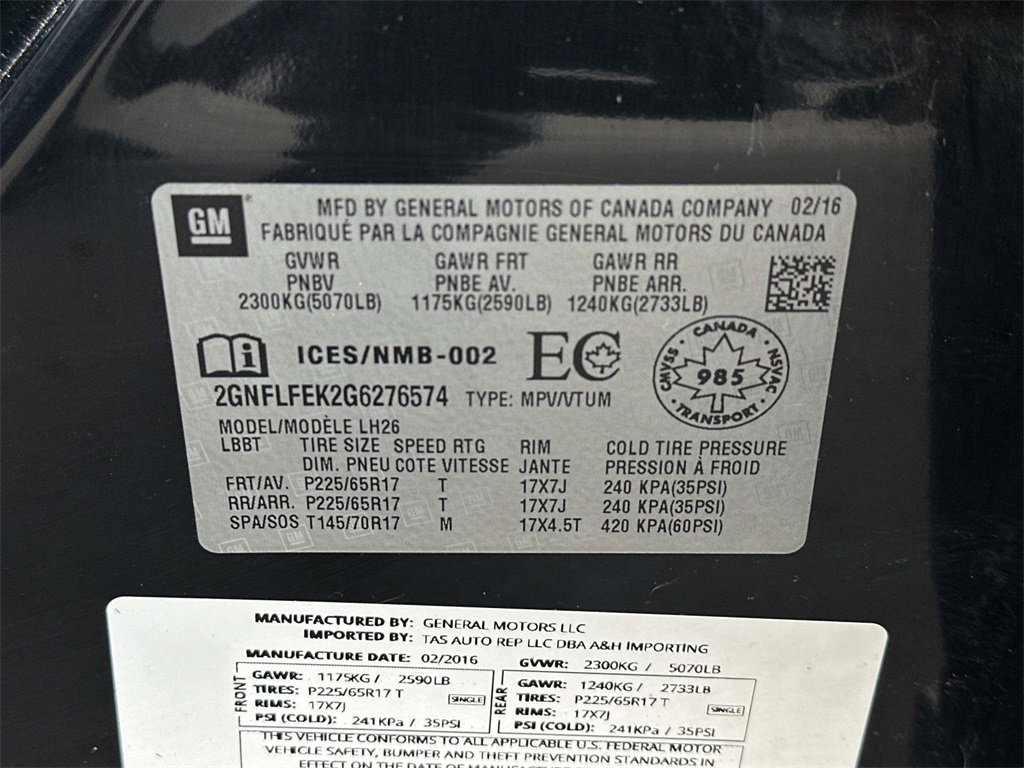 GM
MFD BY GENERAL MOTORS OF CANADA COMPANY 02/16
FABRIQUÉ PAR LA COMPAGNIE GENERAL MOTORS DU CANADA
GVWR GAWR FRT GAWR RR
PNBV PNBE AV. PNBE ARR.
2300KG(5070LB) 1175KG(2590LB) 1240KG(2733LB)
i ICES/NMB-002 EC
CANADA
CMVSS 985 NSVAC
TRANSPORT
2GNFLFEK2G6276574 TYPE: MPV/VTUM
MODEL/MODÈLE LH26
LBBT TIRE SIZE SPEED RTG RIM COLD TIRE PRESSURE
DIM. PNEU COTE VITESSE JANTE PRESSION À FROID
FRT/AV. P225/65R17 T 17X7J 240 KPA(35PSI)
RR/ARR. P225/65R17 T 17X7J 240 KPA(35PSI)
SPA/SOS T145/70R17 M 17X4.5T 420 KPA(60PSI)
MANUFACTURED BY: GENERAL MOTORS LLC
IMPORTED BY: TAS AUTO REP LLC DBA A&H IMPORTING
MANUFACTURE DATE: 02/2016 GVWR: 2300KG / 5070LB
FRONT
GAWR: 1175KG / 2590LB
TIRES: P225/65R17 T SINGLE
RIMS: 17X7J
PSI (COLD): 241KPa / 35PSI
REAR
GAWR: 1240KG / 2733LB
TIRES: P225/65R17 T
RIMS: 17X7J SINGLE
PSI (COLD): 241KPa / 35PSI
THIS VEHICLE CONFORMS TO ALL APPLICABLE U.S. FEDERAL MOTOR
VEHICLE SAFETY, BUMPER AND THEFT PREVENTION STANDARDS IN
EFFECT ON THE DATE OF MANUFACTURE